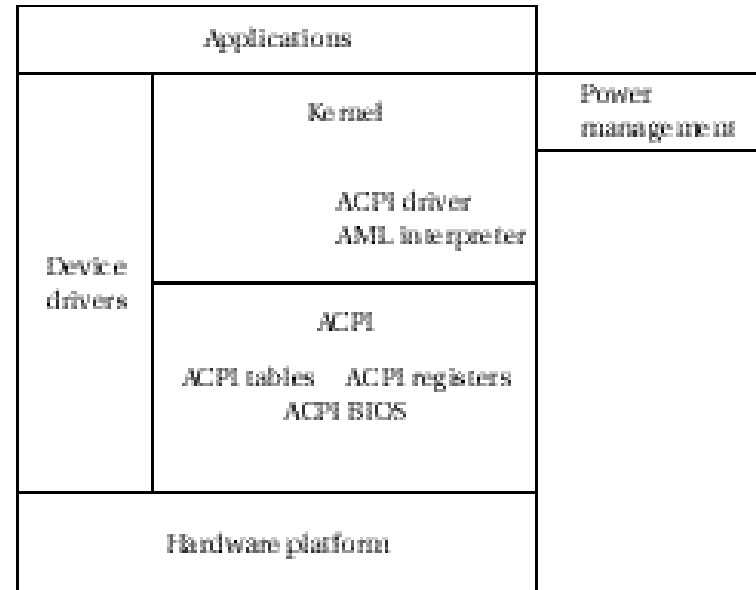 Applications
Kernel
Power
management
ACPI driver
AML interpreter
Device
drivers
ACPI
ACPI tables ACPI registers
ACPI BIOS
Hardware platform